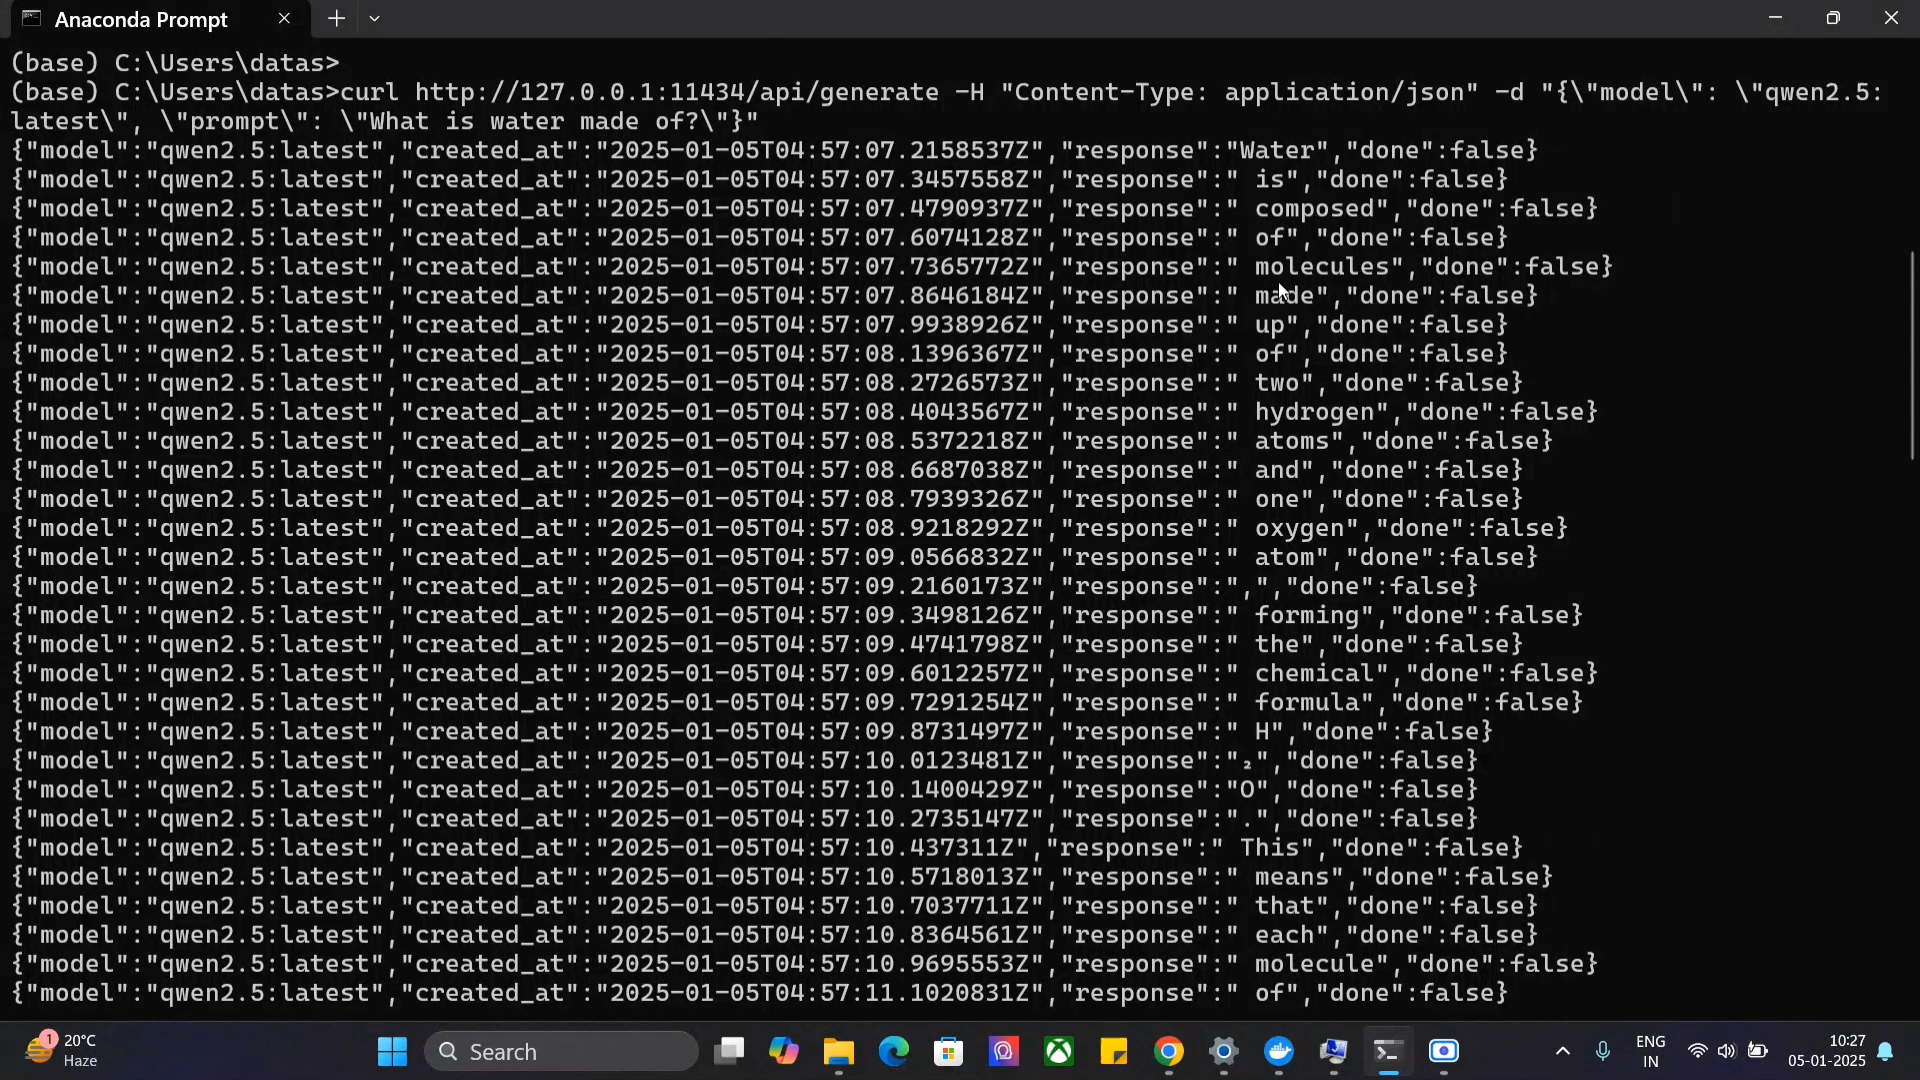 Anaconda Prompt
(base) C:\Users\datas>
(base) C:\Users\datas>curl http://127.0.0.1:11434/api/generate -H "Content-Type: application/json" -d "{\"model\": \"qwen2.5:
latest\", \"prompt\": \"What is water made of?\"}"
{"model":"qwen2.5:latest","created_at":"2025-01-05T04:57:07.2158537Z","response":"Water","done":false}
{"model":"qwen2.5:latest","created_at":"2025-01-05T04:57:07.3457558Z","response":" is","done":false}
{"model":"qwen2.5:latest","created_at":"2025-01-05T04:57:07.4790937Z","response":" composed","done":false}
{"model":"qwen2.5:latest","created_at":"2025-01-05T04:57:07.6074128Z","response":" of","done":false}
{"model":"qwen2.5:latest","created_at":"2025-01-05T04:57:07.7365772Z","response":" molecules","done":false}
{"model":"qwen2.5:latest","created_at":"2025-01-05T04:57:07.8646184Z","response":" made","done":false}
{"model":"qwen2.5:latest","created_at":"2025-01-05T04:57:07.9938926Z","response":" up","done":false}
{"model":"qwen2.5:latest","created_at":"2025-01-05T04:57:08.1396367Z","response":" of","done":false}
{"model":"qwen2.5:latest","created_at":"2025-01-05T04:57:08.2726573Z","response":" two","done":false}
{"model":"qwen2.5:latest","created_at":"2025-01-05T04:57:08.4043567Z","response":" hydrogen","done":false}
{"model":"qwen2.5:latest","created_at":"2025-01-05T04:57:08.5372218Z","response":" atoms","done":false}
{"model":"qwen2.5:latest","created_at":"2025-01-05T04:57:08.6687038Z","response":" and","done":false}
{"model":"qwen2.5:latest","created_at":"2025-01-05T04:57:08.7939326Z","response":" one","done":false}
{"model":"qwen2.5:latest","created_at":"2025-01-05T04:57:08.9218292Z","response":" oxygen","done":false}
{"model":"qwen2.5:latest","created_at":"2025-01-05T04:57:09.0566832Z","response":" atom","done":false}
{"model":"qwen2.5:latest","created_at":"2025-01-05T04:57:09.2160173Z","response":",","done":false}
{"model":"qwen2.5:latest","created_at":"2025-01-05T04:57:09.3498126Z","response":" forming","done":false}
{"model":"qwen2.5:latest","created_at":"2025-01-05T04:57:09.4741798Z","response":" the","done":false}
{"model":"qwen2.5:latest","created_at":"2025-01-05T04:57:09.6012257Z","response":" chemical","done":false}
{"model":"qwen2.5:latest","created_at":"2025-01-05T04:57:09.7291254Z","response":" formula","done":false}
{"model":"qwen2.5:latest","created_at":"2025-01-05T04:57:09.8731497Z","response":" H","done":false}
{"model":"qwen2.5:latest","created_at":"2025-01-05T04:57:10.0123481Z","response":"₂","done":false}
{"model":"qwen2.5:latest","created_at":"2025-01-05T04:57:10.1400429Z","response":"O","done":false}
{"model":"qwen2.5:latest","created_at":"2025-01-05T04:57:10.2735147Z","response":".","done":false}
{"model":"qwen2.5:latest","created_at":"2025-01-05T04:57:10.437311Z","response":" This","done":false}
{"model":"qwen2.5:latest","created_at":"2025-01-05T04:57:10.5718013Z","response":" means","done":false}
{"model":"qwen2.5:latest","created_at":"2025-01-05T04:57:10.7037711Z","response":" that","done":false}
{"model":"qwen2.5:latest","created_at":"2025-01-05T04:57:10.8364561Z","response":" each","done":false}
{"model":"qwen2.5:latest","created_at":"2025-01-05T04:57:10.9695553Z","response":" molecule","done":false}
{"model":"qwen2.5:latest","created_at":"2025-01-05T04:57:11.1020831Z","response":" of","done":false}
1
20°C
Haze
Search
ENG
IN
10:27
05-01-2025